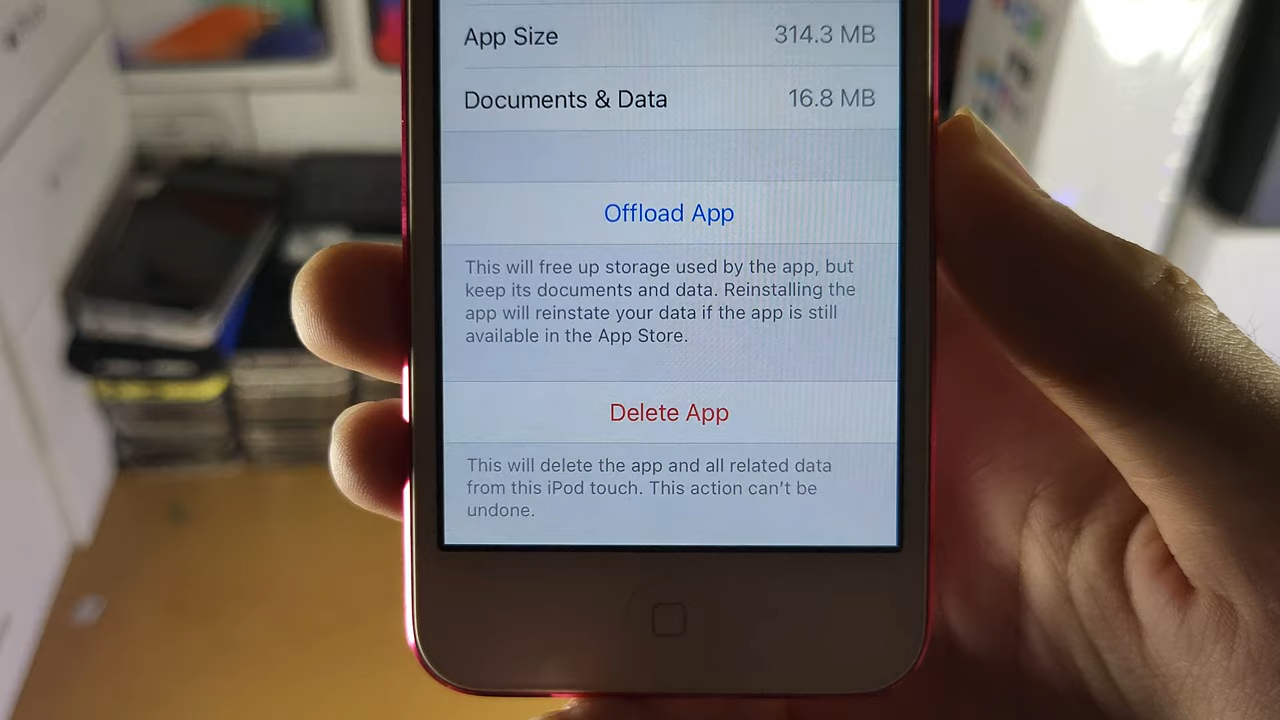 App Size 314.3 MB
Documents & Data 16.8 MB
Offload App
This will free up storage used by the app, but
keep its documents and data. Reinstalling the
app will reinstate your data if the app is still
available in the App Store.
Delete App
This will delete the app and all related data
from this iPod touch. This action can't be
undone.